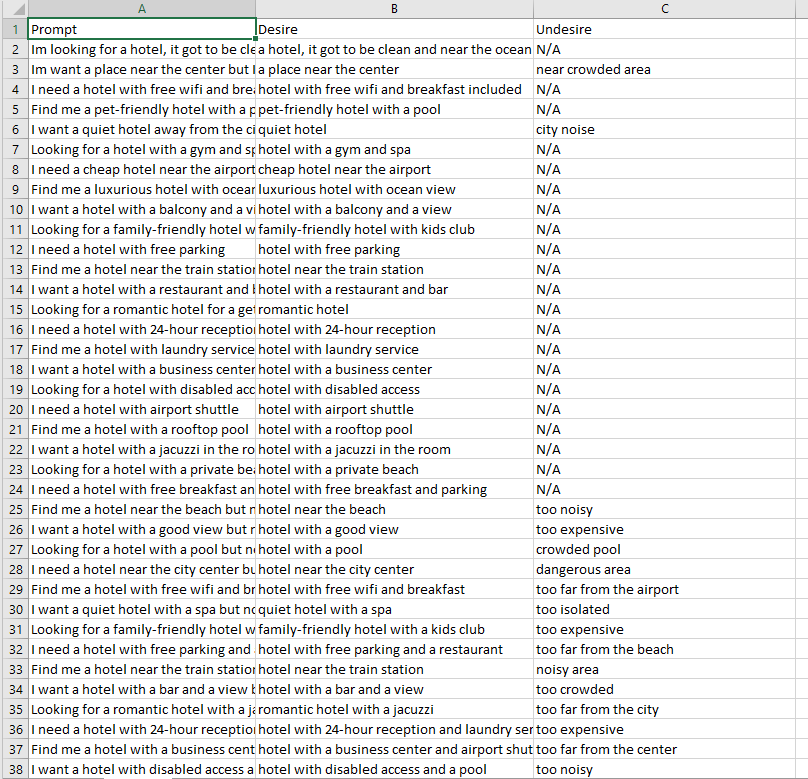 A B C
1 Prompt Desire Undesire
2 Im looking for a hotel, it got to be cle a hotel, it got to be clean and near the ocean N/A
3 Im want a place near the center but a place near the center near crowded area
4 I need a hotel with free wifi and brea hotel with free wifi and breakfast included N/A
5 Find me a pet-friendly hotel with a p pet-friendly hotel with a pool N/A
6 I want a quiet hotel away from the ci quiet hotel city noise
7 Looking for a hotel with a gym and sp hotel with a gym and spa N/A
8 I need a cheap hotel near the airport cheap hotel near the airport N/A
9 Find me a luxurious hotel with ocean luxurious hotel with ocean view N/A
10 I want a hotel with a balcony and a vi hotel with a balcony and a view N/A
11 Looking for a family-friendly hotel w family-friendly hotel with kids club N/A
12 I need a hotel with free parking hotel with free parking N/A
13 Find me a hotel near the train station hotel near the train station N/A
14 I want a hotel with a restaurant and b hotel with a restaurant and bar N/A
15 Looking for a romantic hotel for a get romantic hotel N/A
16 I need a hotel with 24-hour reception hotel with 24-hour reception N/A
17 Find me a hotel with laundry service hotel with laundry service N/A
18 I want a hotel with a business center hotel with a business center N/A
19 Looking for a hotel with disabled acc hotel with disabled access N/A
20 I need a hotel with airport shuttle hotel with airport shuttle N/A
21 Find me a hotel with a rooftop pool hotel with a rooftop pool N/A
22 I want a hotel with a jacuzzi in the ro hotel with a jacuzzi in the room N/A
23 Looking for a hotel with a private bea hotel with a private beach N/A
24 I need a hotel with free breakfast an hotel with free breakfast and parking N/A
25 Find me a hotel near the beach but n hotel near the beach too noisy
26 I want a hotel with a good view but n hotel with a good view too expensive
27 Looking for a hotel with a pool but no hotel with a pool crowded pool
28 I need a hotel near the city center bu hotel near the city center dangerous area
29 Find me a hotel with free wifi and br hotel with free wifi and breakfast too far from the airport
30 I want a quiet hotel with a spa but no quiet hotel with a spa too isolated
31 Looking for a family-friendly hotel w family-friendly hotel with a kids club too expensive
32 I need a hotel with free parking and hotel with free parking and a restaurant too far from the beach
33 Find me a hotel near the train station hotel near the train station noisy area
34 I want a hotel with a bar and a view b hotel with a bar and a view too crowded
35 Looking for a romantic hotel with a ja romantic hotel with a jacuzzi too far from the city
36 I need a hotel with 24-hour reception hotel with 24-hour reception and laundry ser too expensive
37 Find me a hotel with a business cent hotel with a business center and airport shut too far from the center
38 I want a hotel with disabled access a hotel with disabled access and a pool too noisy